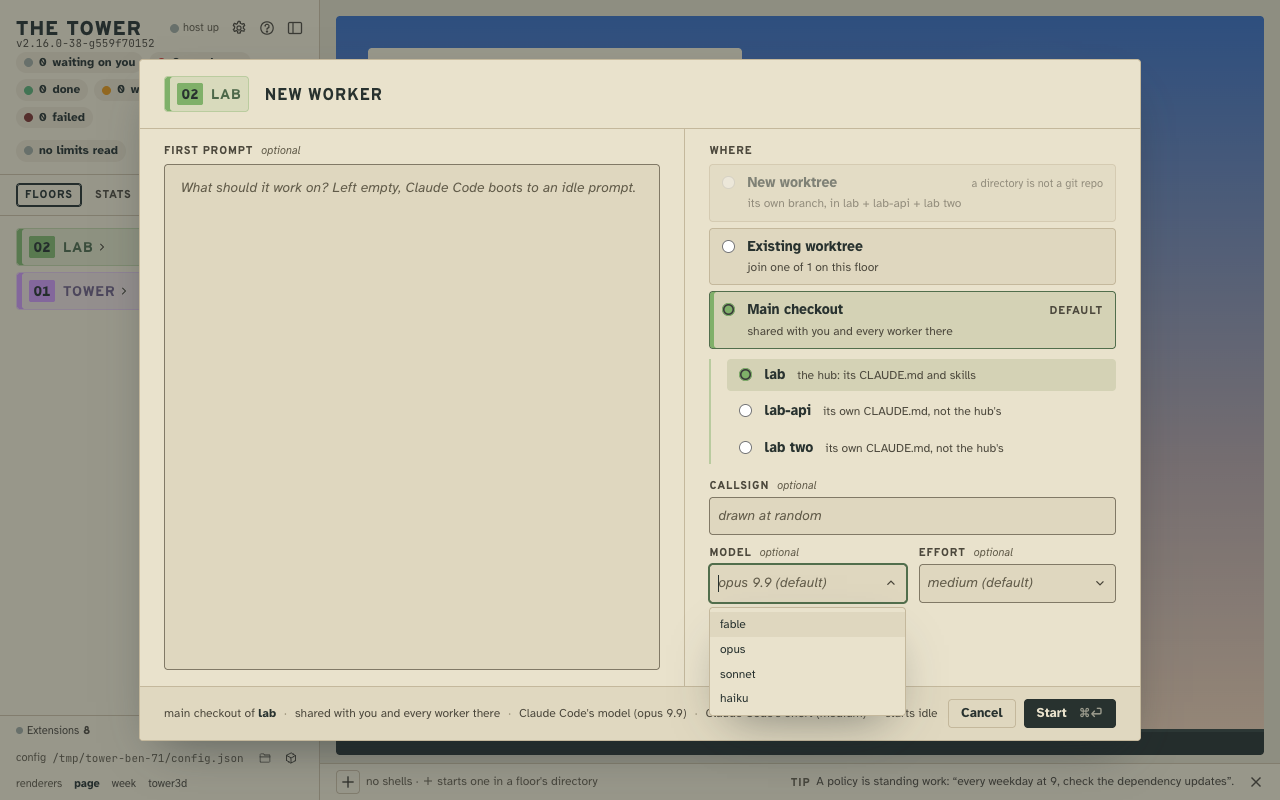 THE TOWER
host up
v2.16.0-38-g559f70152
0 waiting on you
0 done
0 w
0 failed
no limits read
FLOORS STATS
02 LAB ›
01 TOWER ›
Extensions 8
config /tmp/tower-ben-71/config.json
renderers page week tower3d
02 LAB NEW WORKER
FIRST PROMPT optional
What should it work on? Left empty, Claude Code boots to an idle prompt.
WHERE
New worktree a directory is not a git repo
its own branch, in lab + lab-api + lab two
Existing worktree
join one of 1 on this floor
Main checkout DEFAULT
shared with you and every worker there
lab the hub: its CLAUDE.md and skills
lab-api its own CLAUDE.md, not the hub's
lab two its own CLAUDE.md, not the hub's
CALLSIGN optional
drawn at random
MODEL optional EFFORT optional
opus 9.9 (default) medium (default)
fable
opus
sonnet
haiku
main checkout of lab · shared with you and every worker there · Claude Code's model (opus 9.9) · idle
Cancel Start ⌘⏎
no shells · + starts one in a floor's directory
TIP A policy is standing work: “every weekday at 9, check the dependency updates”.